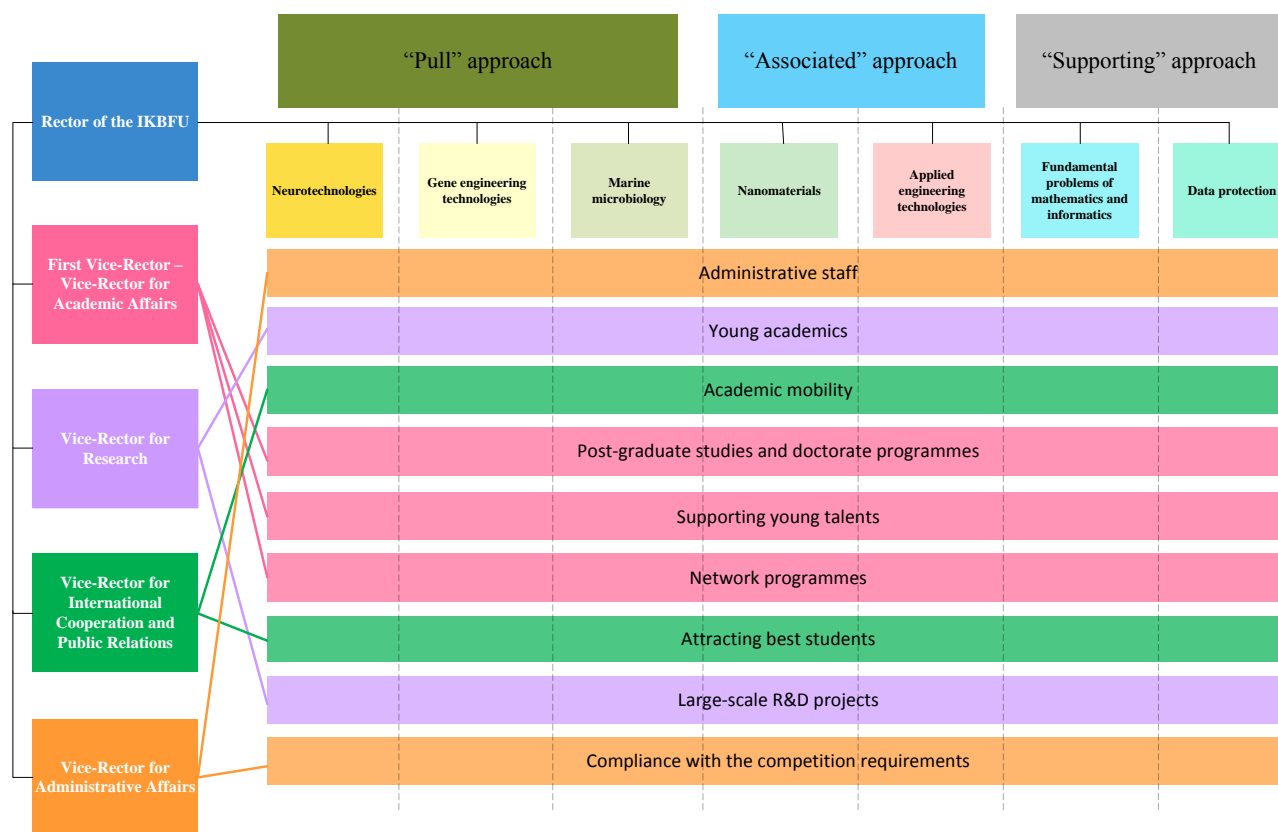 “Pull” approach
“Associated” approach
“Supporting” approach
Rector of the IKBFU
Neurotechnologies
Gene engineering
technologies
Marine
microbiology
Nanomaterials
Applied
engineering
technologies
Fundamental
problems of
mathematics and
informatics
Data protection
First Vice-Rector –
Vice-Rector for
Academic Affairs
Vice-Rector for
Research
Vice-Rector for
International
Cooperation and
Public Relations
Vice-Rector for
Administrative Affairs
Administrative staff
Young academics
Academic mobility
Post-graduate studies and doctorate programmes
Supporting young talents
Network programmes
Attracting best students
Large-scale R&D projects
Compliance with the competition requirements